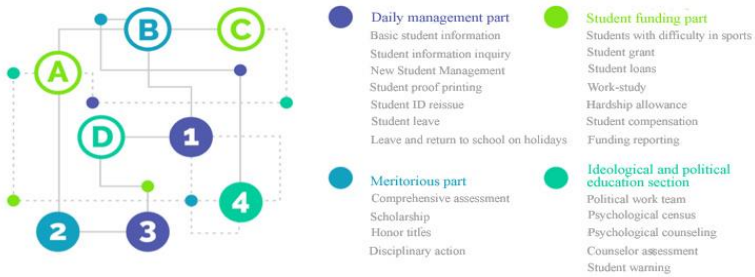 A
B
C
D
1
2
3
4
Daily management part
Basic student information
Student information inquiry
New Student Management
Student proof printing
Student ID reissue
Student leave
Leave and return to school on holidays
Student funding part
Students with difficulty in sports
Student grant
Student loans
Work-study
Hardship allowance
Student compensation
Funding reporting
Meritorious part
Comprehensive assessment
Scholarship
Honor titles
Disciplinary action
Ideological and political
education section
Political work team
Psychological census
Psychological counseling
Counselor assessment
Student warning